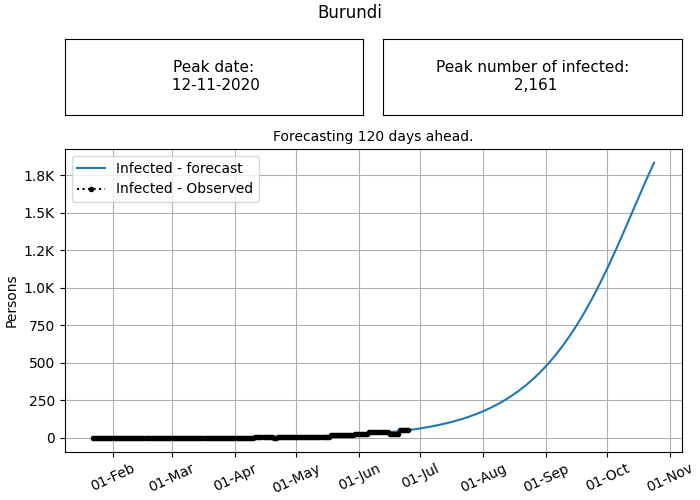 Burundi
Peak date:
12-11-2020
Peak number of infected:
2,161
Forecasting 120 days ahead.
Infected - forecast
Infected - Observed
Persons
1.8K
1.5K
1.2K
1.0K
750
500
250
0
01-Feb
01-Mar
01-Apr
01-May
01-Jun
01-Jul
01-Aug
01-Sep
01-Oct
01-Nov